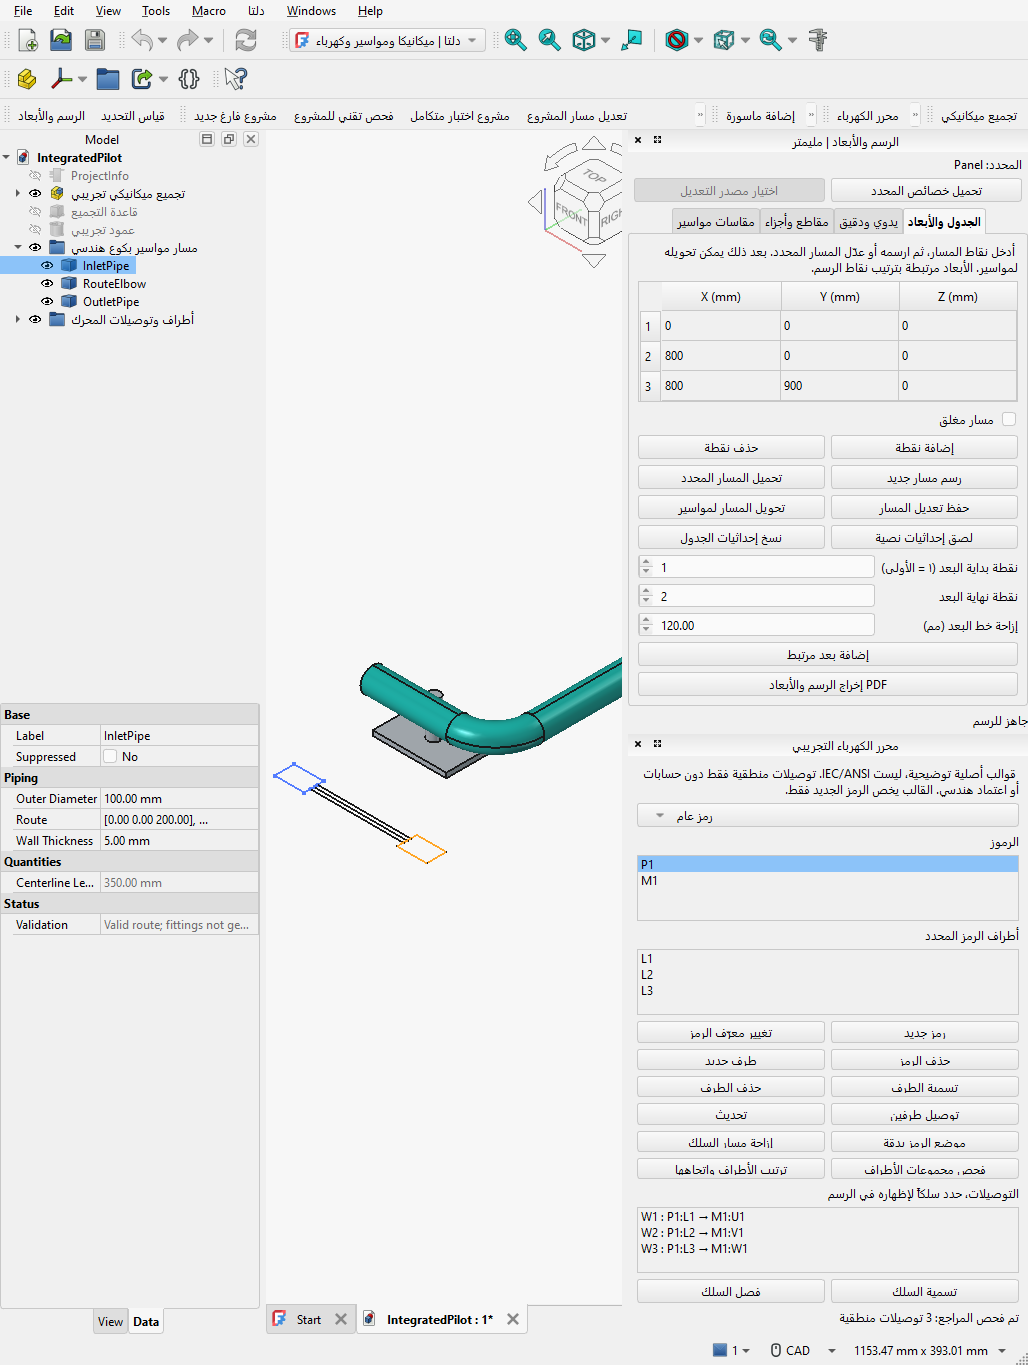 File Edit View Tools Macro دلتا Windows Help
دلتا | ميكانيكا ومواسير وكهرباء
الرسم والأبعاد قياس التحديد مشروع فارغ جديد فحص تقني للمشروع مشروع اختبار متكامل تعديل مسار المشروع » إضافة ماسورة » محرر الكهرباء » تجميع ميكانيكي
Model
IntegratedPilot
ProjectInfo
تجميع ميكانيكي تجريبي
قاعدة التجميع
عمود تجريبي
مسار مواسير بكوع هندسي
InletPipe
RouteElbow
OutletPipe
أطراف وتوصيلات المحرك
Base
Label InletPipe
Suppressed No
Piping
Outer Diameter 100.00 mm
Route [0.00 0.00 200.00], ...
Wall Thickness 5.00 mm
Quantities
Centerline Le... 350.00 mm
Status
Validation Valid route; fittings not ge...
View Data
TOP
FRONT
RIGH
Start
IntegratedPilot : 1*
الرسم والأبعاد | مليمتر
المحدد: Panel
تحميل خصائص المحدد
اختيار مصدر التعديل
الجدول والأبعاد
يدوي ودقيق
مقاطع وأجزاء
مقاسات مواسير
أدخل نقاط المسار، ثم ارسمه أو عدّل المسار المحدد. بعد ذلك يمكن تحويله
لمواسير. الأبعاد مرتبطة بترتيب نقاط الرسم.
X (mm) Y (mm) Z (mm)
1 0 0 0
2 800 0 0
3 800 900 0
مسار مغلق
إضافة نقطة
حذف نقطة
رسم مسار جديد
تحميل المسار المحدد
حفظ تعديل المسار
تحويل المسار لمواسير
لصق إحداثيات نصية
نسخ إحداثيات الجدول
نقطة بداية البعد (١ = الأولى) 1
نقطة نهاية البعد 2
إزاحة خط البعد (مم) 120.00
إضافة بعد مرتبط
إخراج الرسم والأبعاد PDF
جاهز للرسم
محرر الكهرباء التجريبي
قوالب أصلية توضيحية، ليست IEC/ANSI. توصيلات منطقية فقط دون حسابات
أو اعتماد هندسي. القالب يخص الرمز الجديد فقط.
رمز عام
الرموز
P1
M1
أطراف الرمز المحدد
L1
L2
L3
رمز جديد
تغيير معرّف الرمز
حذف الرمز
طرف جديد
تسمية الطرف
حذف الطرف
توصيل طرفين
تحديث
موضع الرمز بدقة
إزاحة مسار السلك
فحص مجموعات الأطراف
ترتيب الأطراف واتجاهها
التوصيلات، حدد سلكاً لإظهاره في الرسم
W1 : P1:L1 → M1:U1
W2 : P1:L2 → M1:V1
W3 : P1:L3 → M1:W1
تسمية السلك
فصل السلك
تم فحص المراجع: 3 توصيلات منطقية
1 CAD 1153.47 mm x 393.01 mm